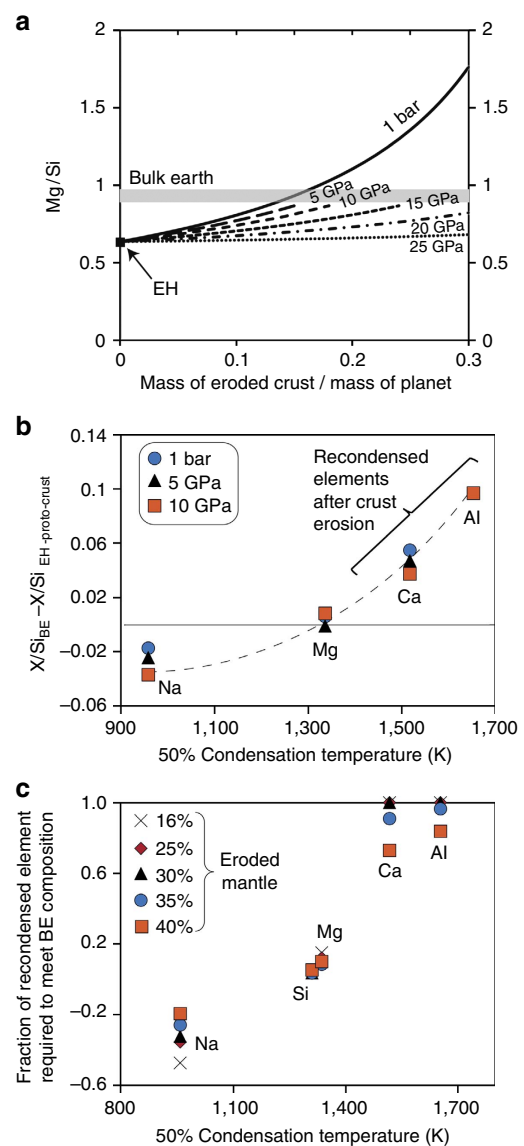 a
2
2
1.5
1.5
1
1
0.5
0.5
0
0
Mg/Si
Bulk earth
1 bar
5 GPa
10 GPa
15 GPa
20 GPa
25 GPa
EH
0
0.1
0.2
0.3
Mass of eroded crust / mass of planet
b
0.14
0.1
0.06
0.02
–0.02
–0.06
X/SiBE –X/Si EH-proto-crust
1 bar
5 GPa
10 GPa
Recondensed
elements
after crust
erosion
Al
Ca
Mg
Na
900
1,100
1,300
1,500
1,700
50% Condensation temperature (K)
c
1.0
0.6
0.2
–0.2
–0.6
Fraction of recondensed element
required to meet BE composition
16%
25%
30%
35%
40%
Eroded
mantle
Ca
Al
Mg
Si
Na
800
1,100
1,400
1,700
50% Condensation temperature (K)